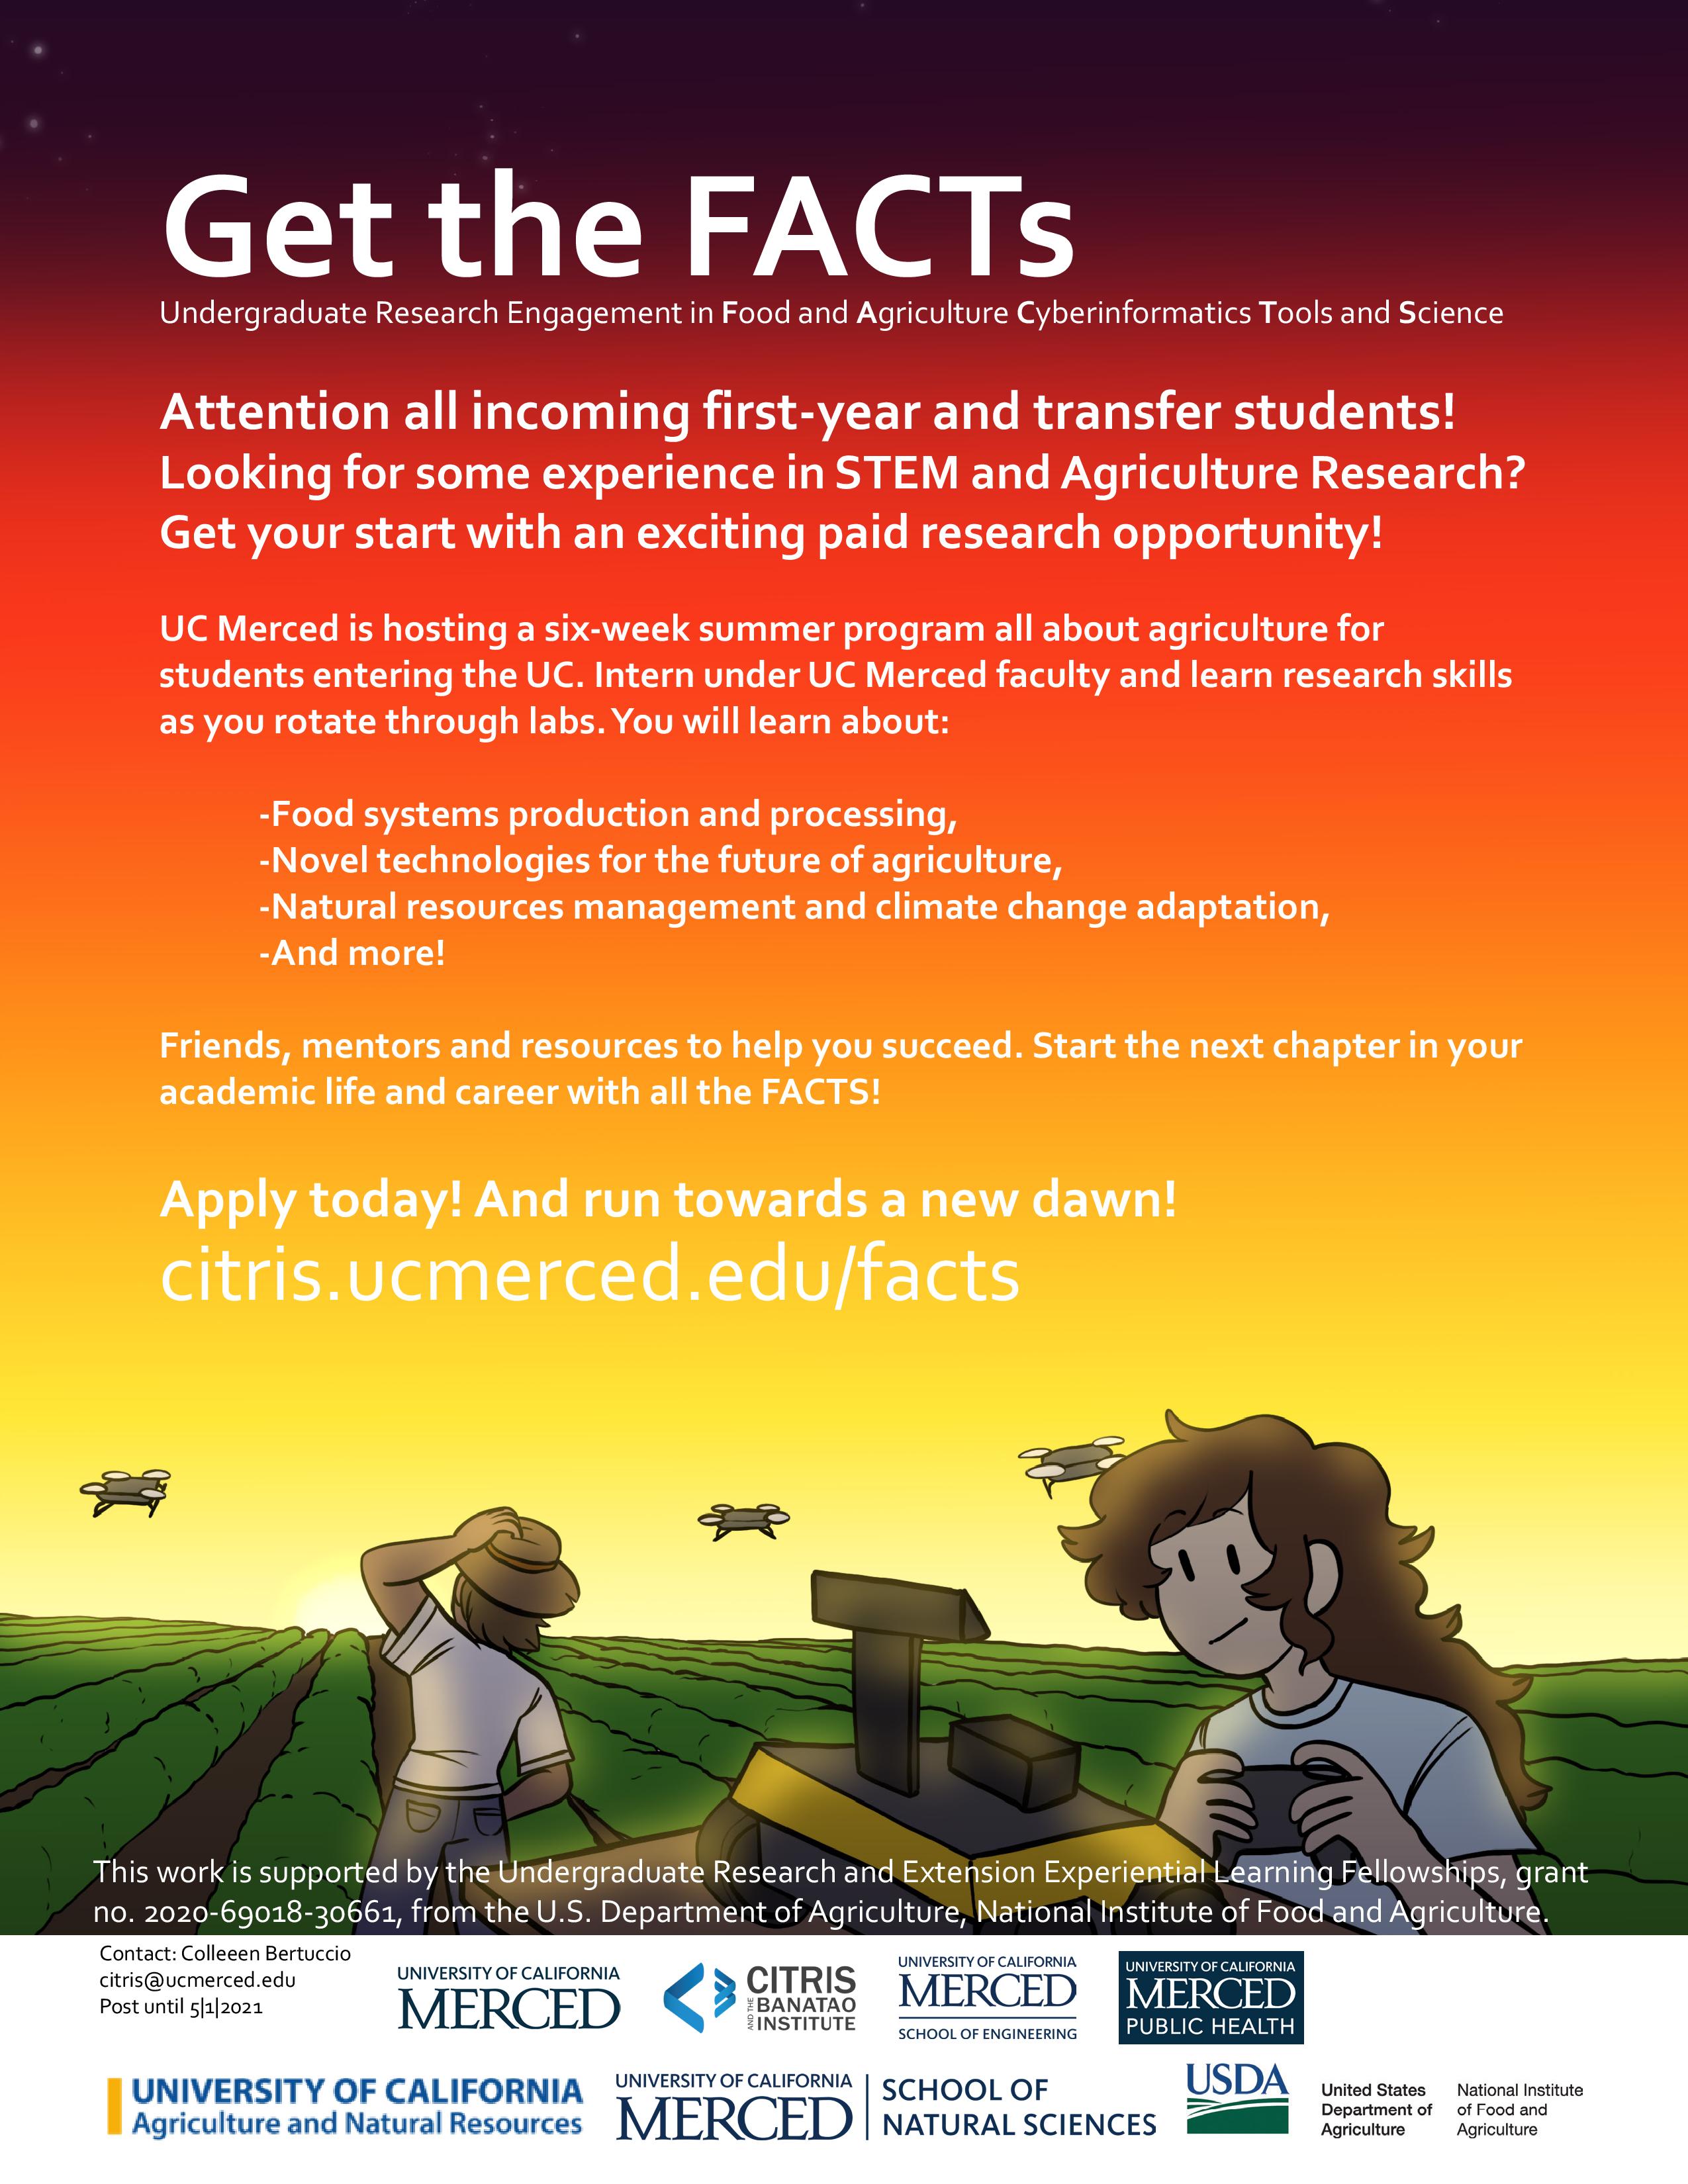 Get the FACTs
Undergraduate Research Engagement in Food and Agriculture Cyberinformatics Tools and Science
Attention all incoming first-year and transfer students!
Looking for some experience in STEM and Agriculture Research?
Get your start with an exciting paid research opportunity!
UC Merced is hosting a six-week summer program all about agriculture for
students entering the UC. Intern under UC Merced faculty and learn research skills
as you rotate through labs. You will learn about:
-Food systems production and processing,
-Novel technologies for the future of agriculture,
-Natural resources management and climate change adaptation,
-And more!
Friends, mentors and resources to help you succeed. Start the next chapter in your
academic life and career with all the FACTS!
Apply today! And run towards a new dawn!
citris.ucmerced.edu/facts
This work is supported by the Undergraduate Research and Extension Experiential Learning Fellowships, grant
no. 2020-69018-30661, from the U.S. Department of Agriculture, National Institute of Food and Agriculture.
Contact: Colleeen Bertuccio
citris@ucmerced.edu
Post until 5|1|2021
UNIVERSITY OF CALIFORNIA
MERCED
CITRIS
AND THE
BANATAO
INSTITUTE
UNIVERSITY OF CALIFORNIA
MERCED
SCHOOL OF ENGINEERING
UNIVERSITY OF CALIFORNIA
MERCED
PUBLIC HEALTH
UNIVERSITY OF CALIFORNIA
Agriculture and Natural Resources
UNIVERSITY OF CALIFORNIA
MERCED
SCHOOL OF
NATURAL SCIENCES
USDA
United States
Department of
Agriculture
National Institute
of Food and
Agriculture